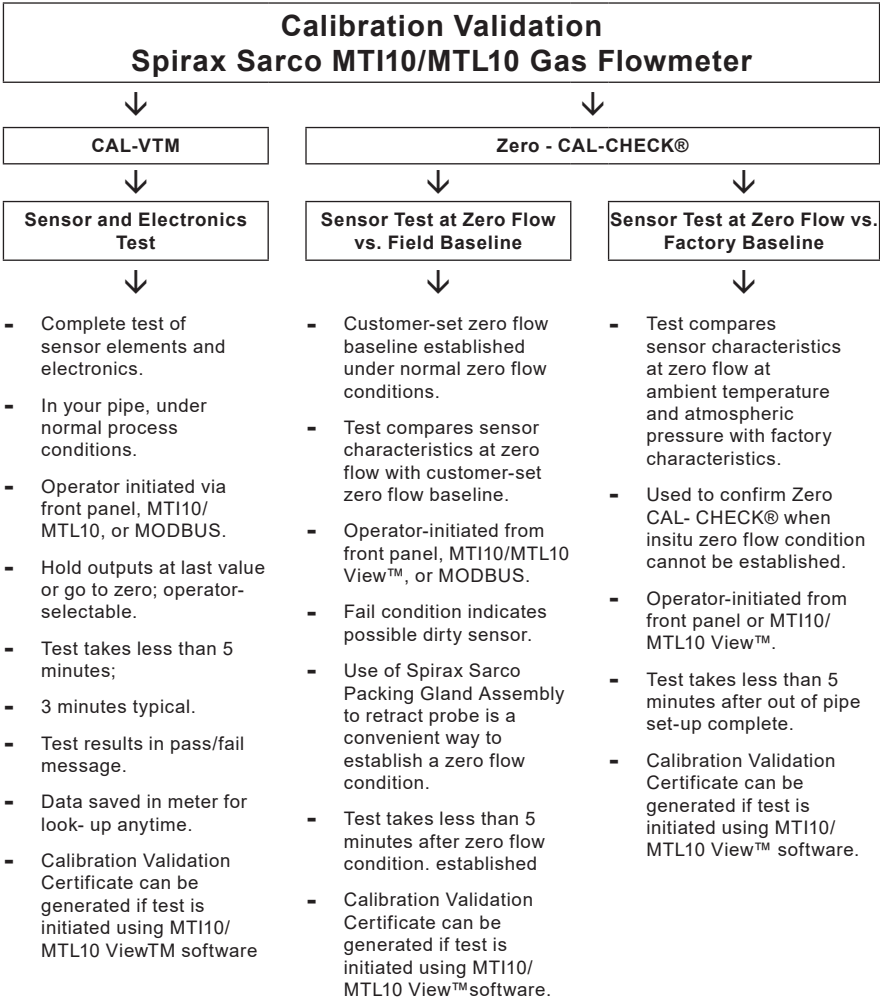 Calibration Validation
Spirax Sarco MTI10/MTL10 Gas Flowmeter
CAL-VTM
Zero - CAL-CHECK®
Sensor and Electronics
Test
Sensor Test at Zero Flow
vs. Field Baseline
Sensor Test at Zero Flow vs.
Factory Baseline
- Complete test of
sensor elements and
electronics.
- In your pipe, under
normal process
conditions.
- Operator initiated via
front panel, MTI10/
MTL10, or MODBUS.
- Hold outputs at last value
or go to zero; operator-
selectable.
- Test takes less than 5
minutes;
- 3 minutes typical.
- Test results in pass/fail
message.
- Data saved in meter for
look- up anytime.
- Calibration Validation
Certificate can be
generated if test is
initiated using MTI10/
MTL10 ViewTM software
- Customer-set zero flow
baseline established
under normal zero flow
conditions.
- Test compares sensor
characteristics at zero
flow with customer-set
zero flow baseline.
- Operator-initiated from
front panel, MTI10/MTL10
View™, or MODBUS.
- Fail condition indicates
possible dirty sensor.
- Use of Spirax Sarco
Packing Gland Assembly
to retract probe is a
convenient way to
establish a zero flow
condition.
- Test takes less than 5
minutes after zero flow
condition. established
- Calibration Validation
Certificate can be
generated if test is
initiated using MTI10/
MTL10 View™software.
- Test compares
sensor characteristics
at zero flow at
ambient temperature
and atmospheric
pressure with factory
characteristics.
- Used to confirm Zero
CAL- CHECK® when
insitu zero flow condition
cannot be established.
- Operator-initiated from
front panel or MTI10/
MTL10 View™.
- Test takes less than 5
minutes after out of pipe
set-up complete.
- Calibration Validation
Certificate can be
generated if test is
initiated using MTI10/
MTL10 View™ software.